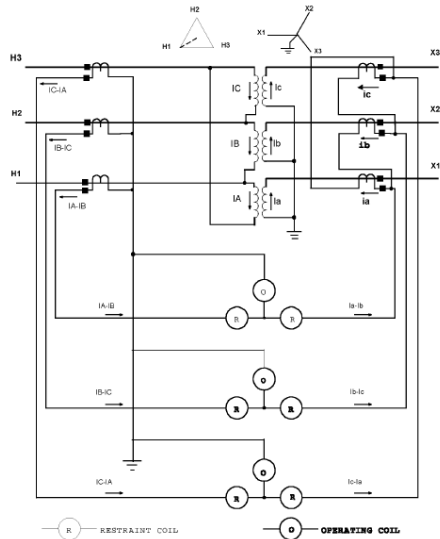 H2
X2
H1
H3
X1
X3
H3
X3
IC
Ic
ic
IC-IA
H2
X2
IB
Ib
ib
IB-IC
H1
X1
IA
Ia
ia
IA-IB
O
IA-IB
R
R
Ia-Ib
O
IB-IC
R
R
Ib-Ic
O
IC-IA
R
R
Ic-Ia
R RESTRAINT COIL
O OPERATING COIL